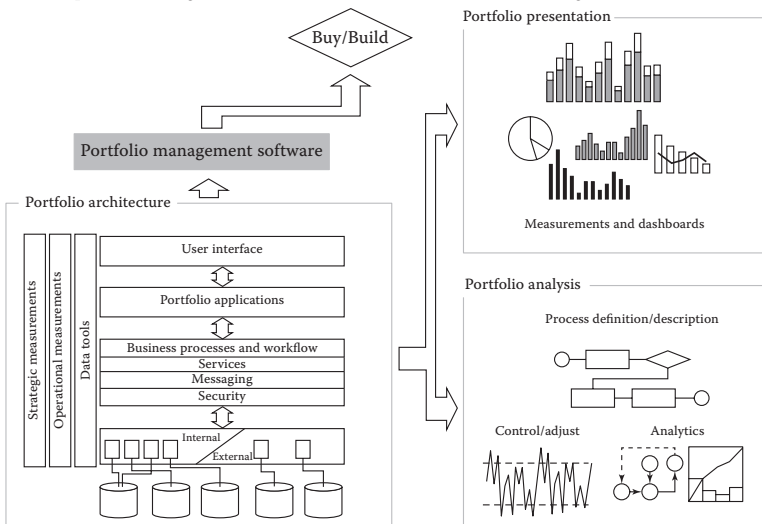 Buy/Build
Portfolio management software
Portfolio architecture
Strategic measurements
Operational measurements
Data tools
User interface
Portfolio applications
Business processes and workflow
Services
Messaging
Security
Internal
External
Portfolio presentation
Measurements and dashboards
Portfolio analysis
Process definition/description
Control/adjust
Analytics